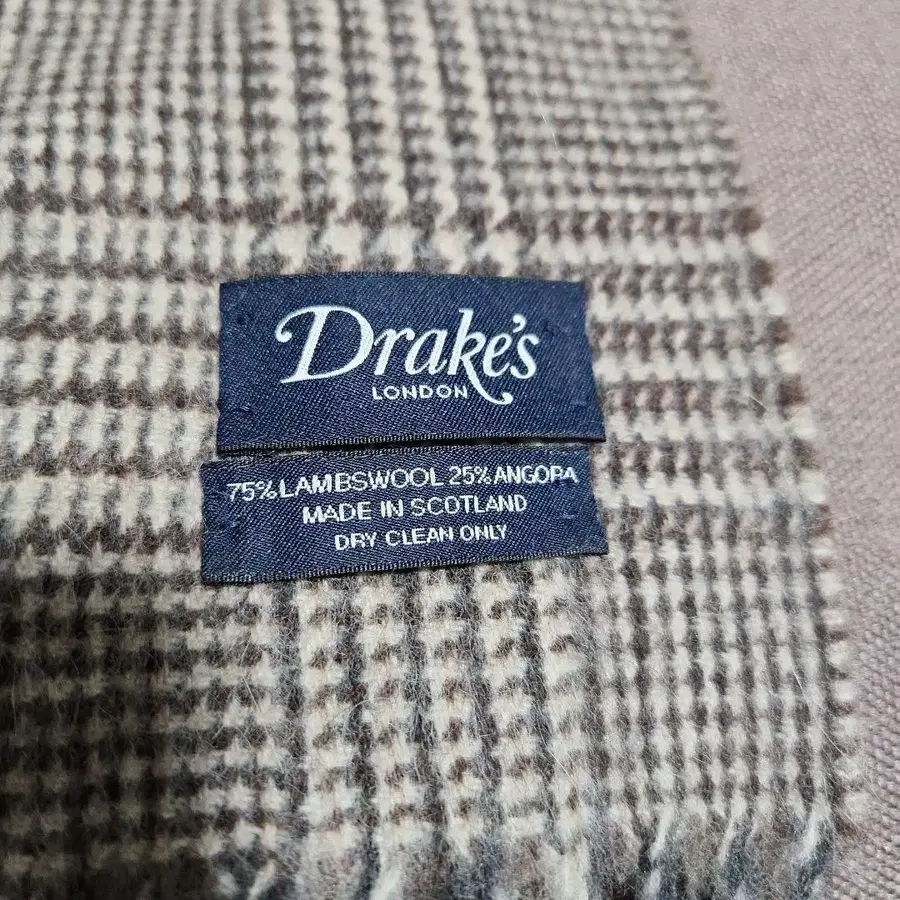 Drake's
LONDON
75% LAMBSWOOL 25% ANGORA
MADE IN SCOTLAND
DRY CLEAN ONLY